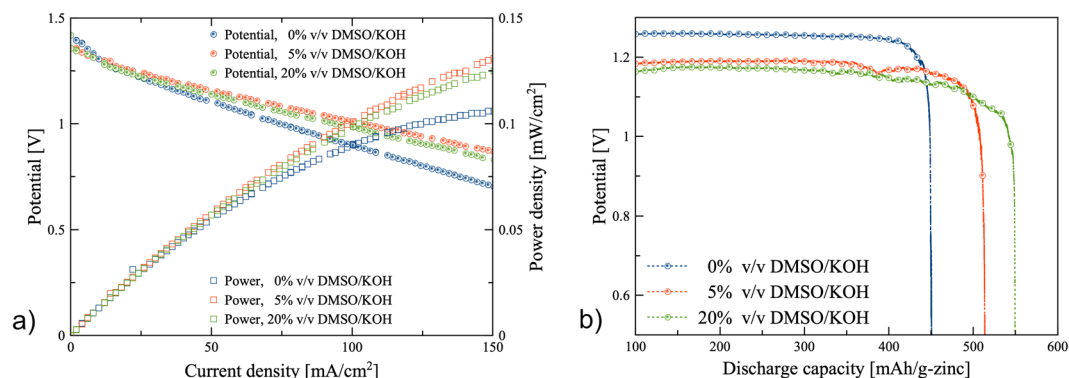 1.5
1
0.5
0
Potential [V]
0.15
0.1
0.05
0
Power density [mW/cm²]
Potential, 0% v/v DMSO/KOH
Potential, 5% v/v DMSO/KOH
Potential, 20% v/v DMSO/KOH
Power, 0% v/v DMSO/KOH
Power, 5% v/v DMSO/KOH
Power, 20% v/v DMSO/KOH
a)
0 50 100 150
Current density [mA/cm²]
1.2
1
1.2
0.6
Potential [V]
0% v/v DMSO/KOH
5% v/v DMSO/KOH
20% v/v DMSO/KOH
b)
100 200 300 400 500 600
Discharge capacity [mAh/g-zinc]